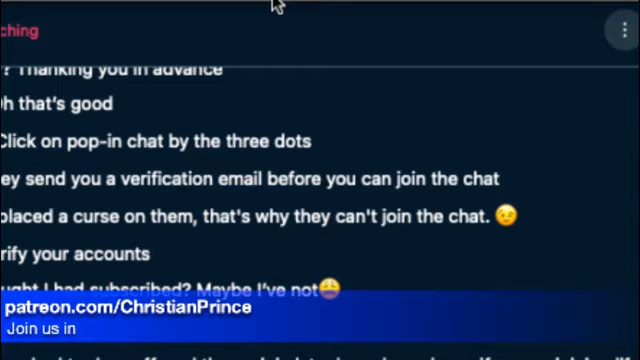 ching
? Thanking you in advance
h that's good
Click on pop-in chat by the three dots
ey send you a verification email before you can join the chat
placed a curse on them, that's why they can't join the chat. 😉
rify your accounts
ught I had subscribed? Maybe I've not😩
patreon.com/ChristianPrince
Join us in